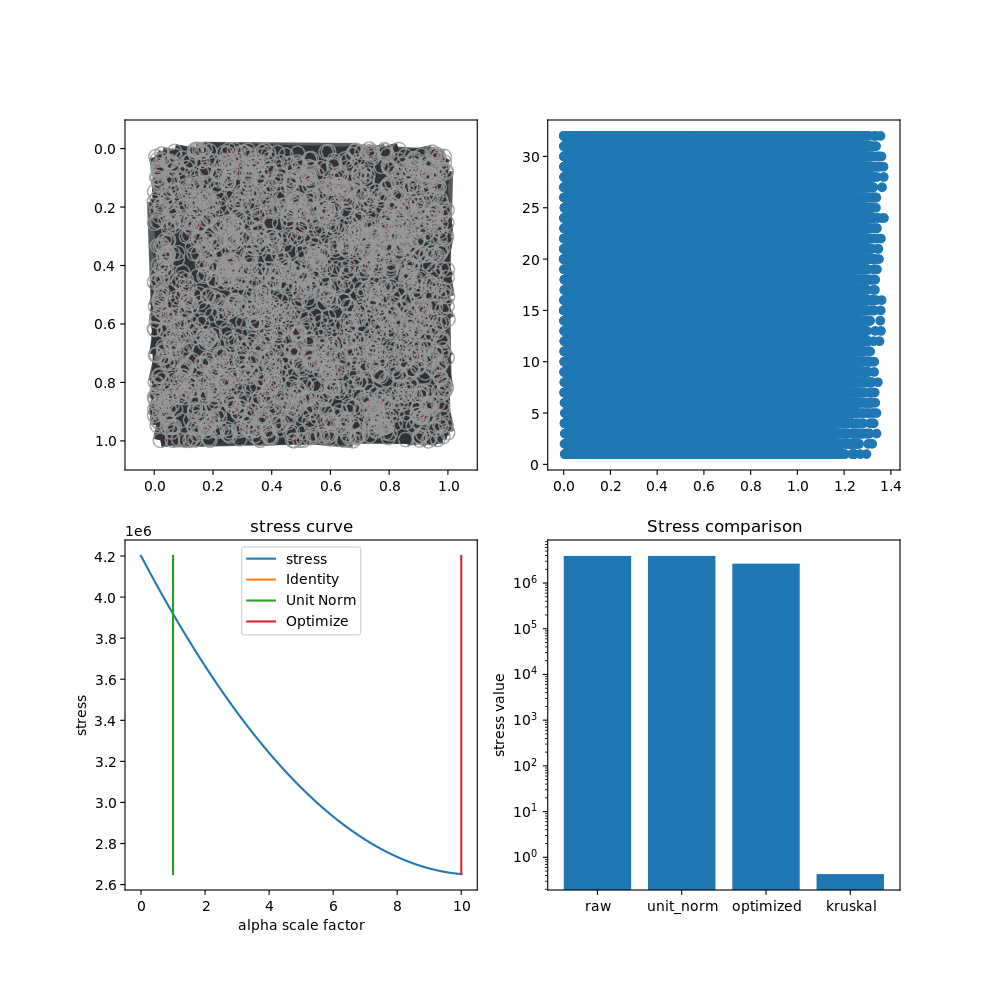 0.0
0.2
0.4
0.6
0.8
1.0
0.0 0.2 0.4 0.6 0.8 1.0
30
25
20
15
10
5
0
0.0 0.2 0.4 0.6 0.8 1.0 1.2 1.4
stress curve
1e6
4.2
4.0
3.8
3.6
3.4
3.2
3.0
2.8
2.6
stress
stress
Identity
Unit Norm
Optimize
0 2 4 6 8 10
alpha scale factor
Stress comparison
10^6
10^5
10^4
10^3
10^2
10^1
10^0
stress value
raw unit_norm optimized kruskal